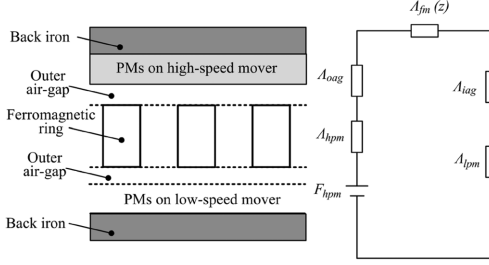 Back iron
PMs on high-speed mover
Outer
air-gap
Ferromagnetic
ring
Outer
air-gap
PMs on low-speed mover
Back iron
Λfm (z)
Λoag
Λhpm
Fhpm
Λiag
Λlpm